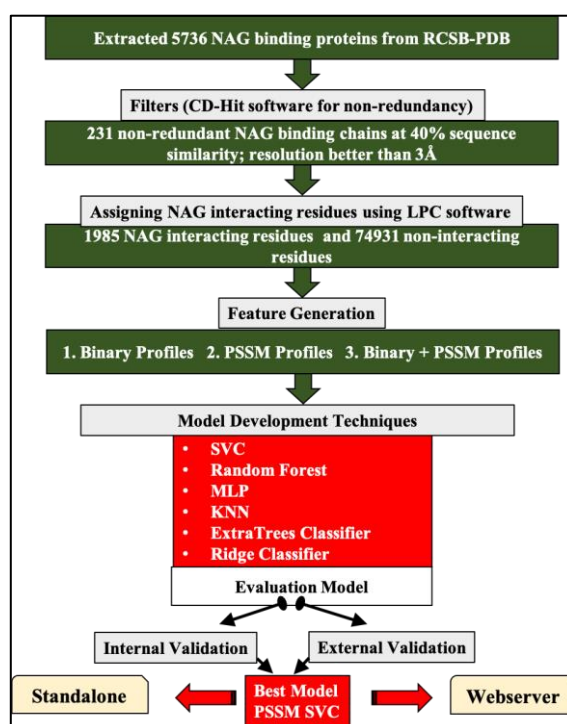 Extracted 5736 NAG binding proteins from RCSB-PDB
Filters (CD-Hit software for non-redundancy)
231 non-redundant NAG binding chains at 40% sequence
similarity; resolution better than 3Å
Assigning NAG interacting residues using LPC software
1985 NAG interacting residues and 74931 non-interacting
residues
Feature Generation
1. Binary Profiles 2. PSSM Profiles 3. Binary + PSSM Profiles
Model Development Techniques
• SVC
• Random Forest
• MLP
• KNN
• ExtraTrees Classifier
• Ridge Classifier
Evaluation Model
Internal Validation
External Validation
Standalone
Best Model
PSSM SVC
Webserver